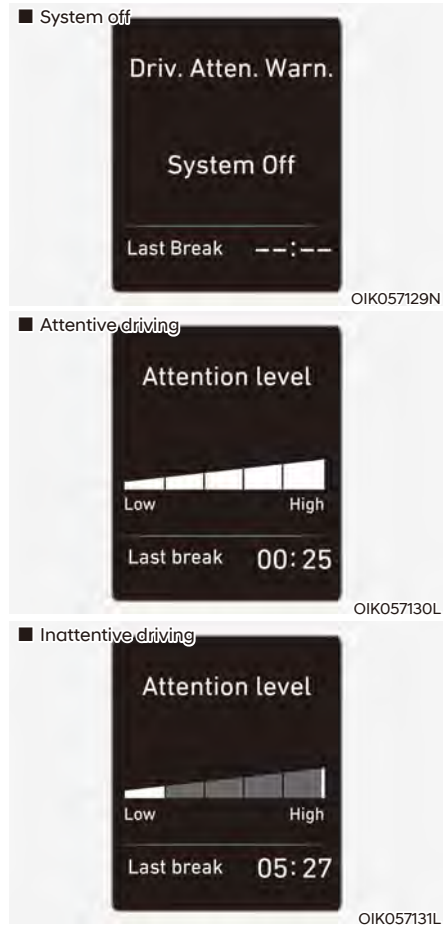 ■ System off
Driv. Atten. Warn.
System Off
Last Break --:--
OIK057129N
■ Attentive driving
Attention level
Low High
Last break 00:25
OIK057130L
■ Inattentive driving
Attention level
Low High
Last break 05:27
OIK057131L